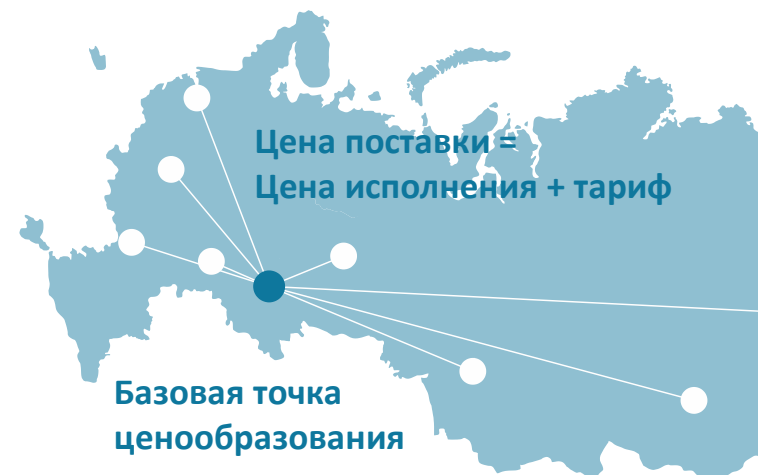 Цена поставки =
Цена исполнения + тариф
Базовая точка
ценообразования